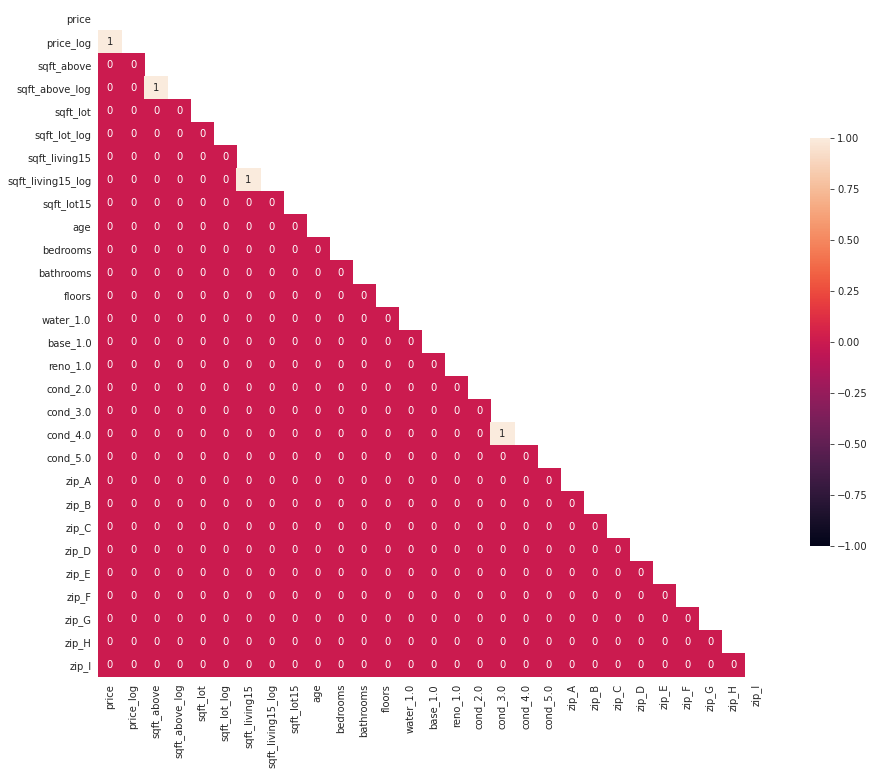 price
price_log 1
sqft_above 0 0
sqft_above_log 0 0 1
sqft_lot 0 0 0 0
sqft_lot_log 0 0 0 0 0
sqft_living15 0 0 0 0 0 0
sqft_living15_log 0 0 0 0 0 0 1
sqft_lot15 0 0 0 0 0 0 0 0
age 0 0 0 0 0 0 0 0 0
bedrooms 0 0 0 0 0 0 0 0 0 0
bathrooms 0 0 0 0 0 0 0 0 0 0 0
floors 0 0 0 0 0 0 0 0 0 0 0 0
water_1.0 0 0 0 0 0 0 0 0 0 0 0 0 0
base_1.0 0 0 0 0 0 0 0 0 0 0 0 0 0 0
reno_1.0 0 0 0 0 0 0 0 0 0 0 0 0 0 0 0
cond_2.0 0 0 0 0 0 0 0 0 0 0 0 0 0 0 0 0
cond_3.0 0 0 0 0 0 0 0 0 0 0 0 0 0 0 0 0 0
cond_4.0 0 0 0 0 0 0 0 0 0 0 0 0 0 0 0 0 0 1
cond_5.0 0 0 0 0 0 0 0 0 0 0 0 0 0 0 0 0 0 0 0
zip_A 0 0 0 0 0 0 0 0 0 0 0 0 0 0 0 0 0 0 0 0
zip_B 0 0 0 0 0 0 0 0 0 0 0 0 0 0 0 0 0 0 0 0 0
zip_C 0 0 0 0 0 0 0 0 0 0 0 0 0 0 0 0 0 0 0 0 0 0
zip_D 0 0 0 0 0 0 0 0 0 0 0 0 0 0 0 0 0 0 0 0 0 0 0
zip_E 0 0 0 0 0 0 0 0 0 0 0 0 0 0 0 0 0 0 0 0 0 0 0 0
zip_F 0 0 0 0 0 0 0 0 0 0 0 0 0 0 0 0 0 0 0 0 0 0 0 0 0
zip_G 0 0 0 0 0 0 0 0 0 0 0 0 0 0 0 0 0 0 0 0 0 0 0 0 0 0
zip_H 0 0 0 0 0 0 0 0 0 0 0 0 0 0 0 0 0 0 0 0 0 0 0 0 0 0 0
zip_I 0 0 0 0 0 0 0 0 0 0 0 0 0 0 0 0 0 0 0 0 0 0 0 0 0 0 0 0
price
price_log
sqft_above
sqft_above_log
sqft_lot
sqft_lot_log
sqft_living15
sqft_living15_log
sqft_lot15
age
bedrooms
bathrooms
floors
water_1.0
base_1.0
reno_1.0
cond_2.0
cond_3.0
cond_4.0
cond_5.0
zip_A
zip_B
zip_C
zip_D
zip_E
zip_F
zip_G
zip_H
zip_I
1.00
0.75
0.50
0.25
0.00
−0.25
−0.50
−0.75
−1.00